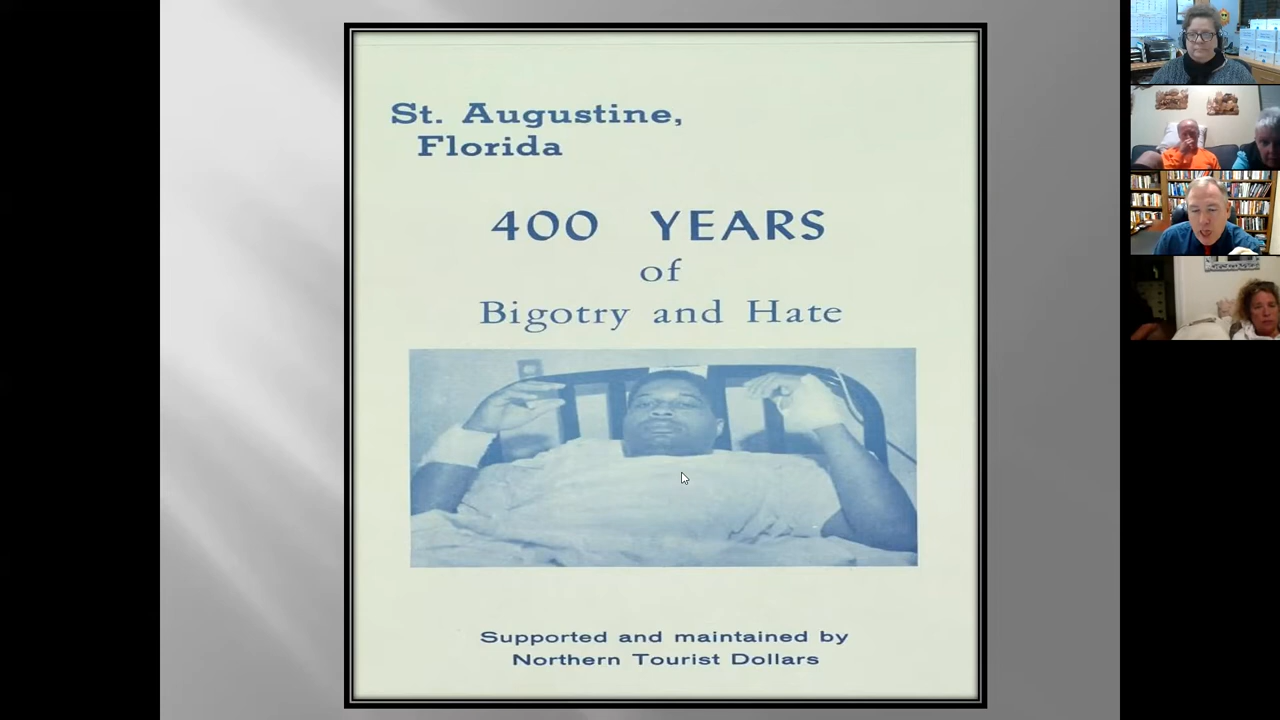 St. Augustine,
Florida
400 YEARS
of
Bigotry and Hate
Supported and maintained by
Northern Tourist Dollars